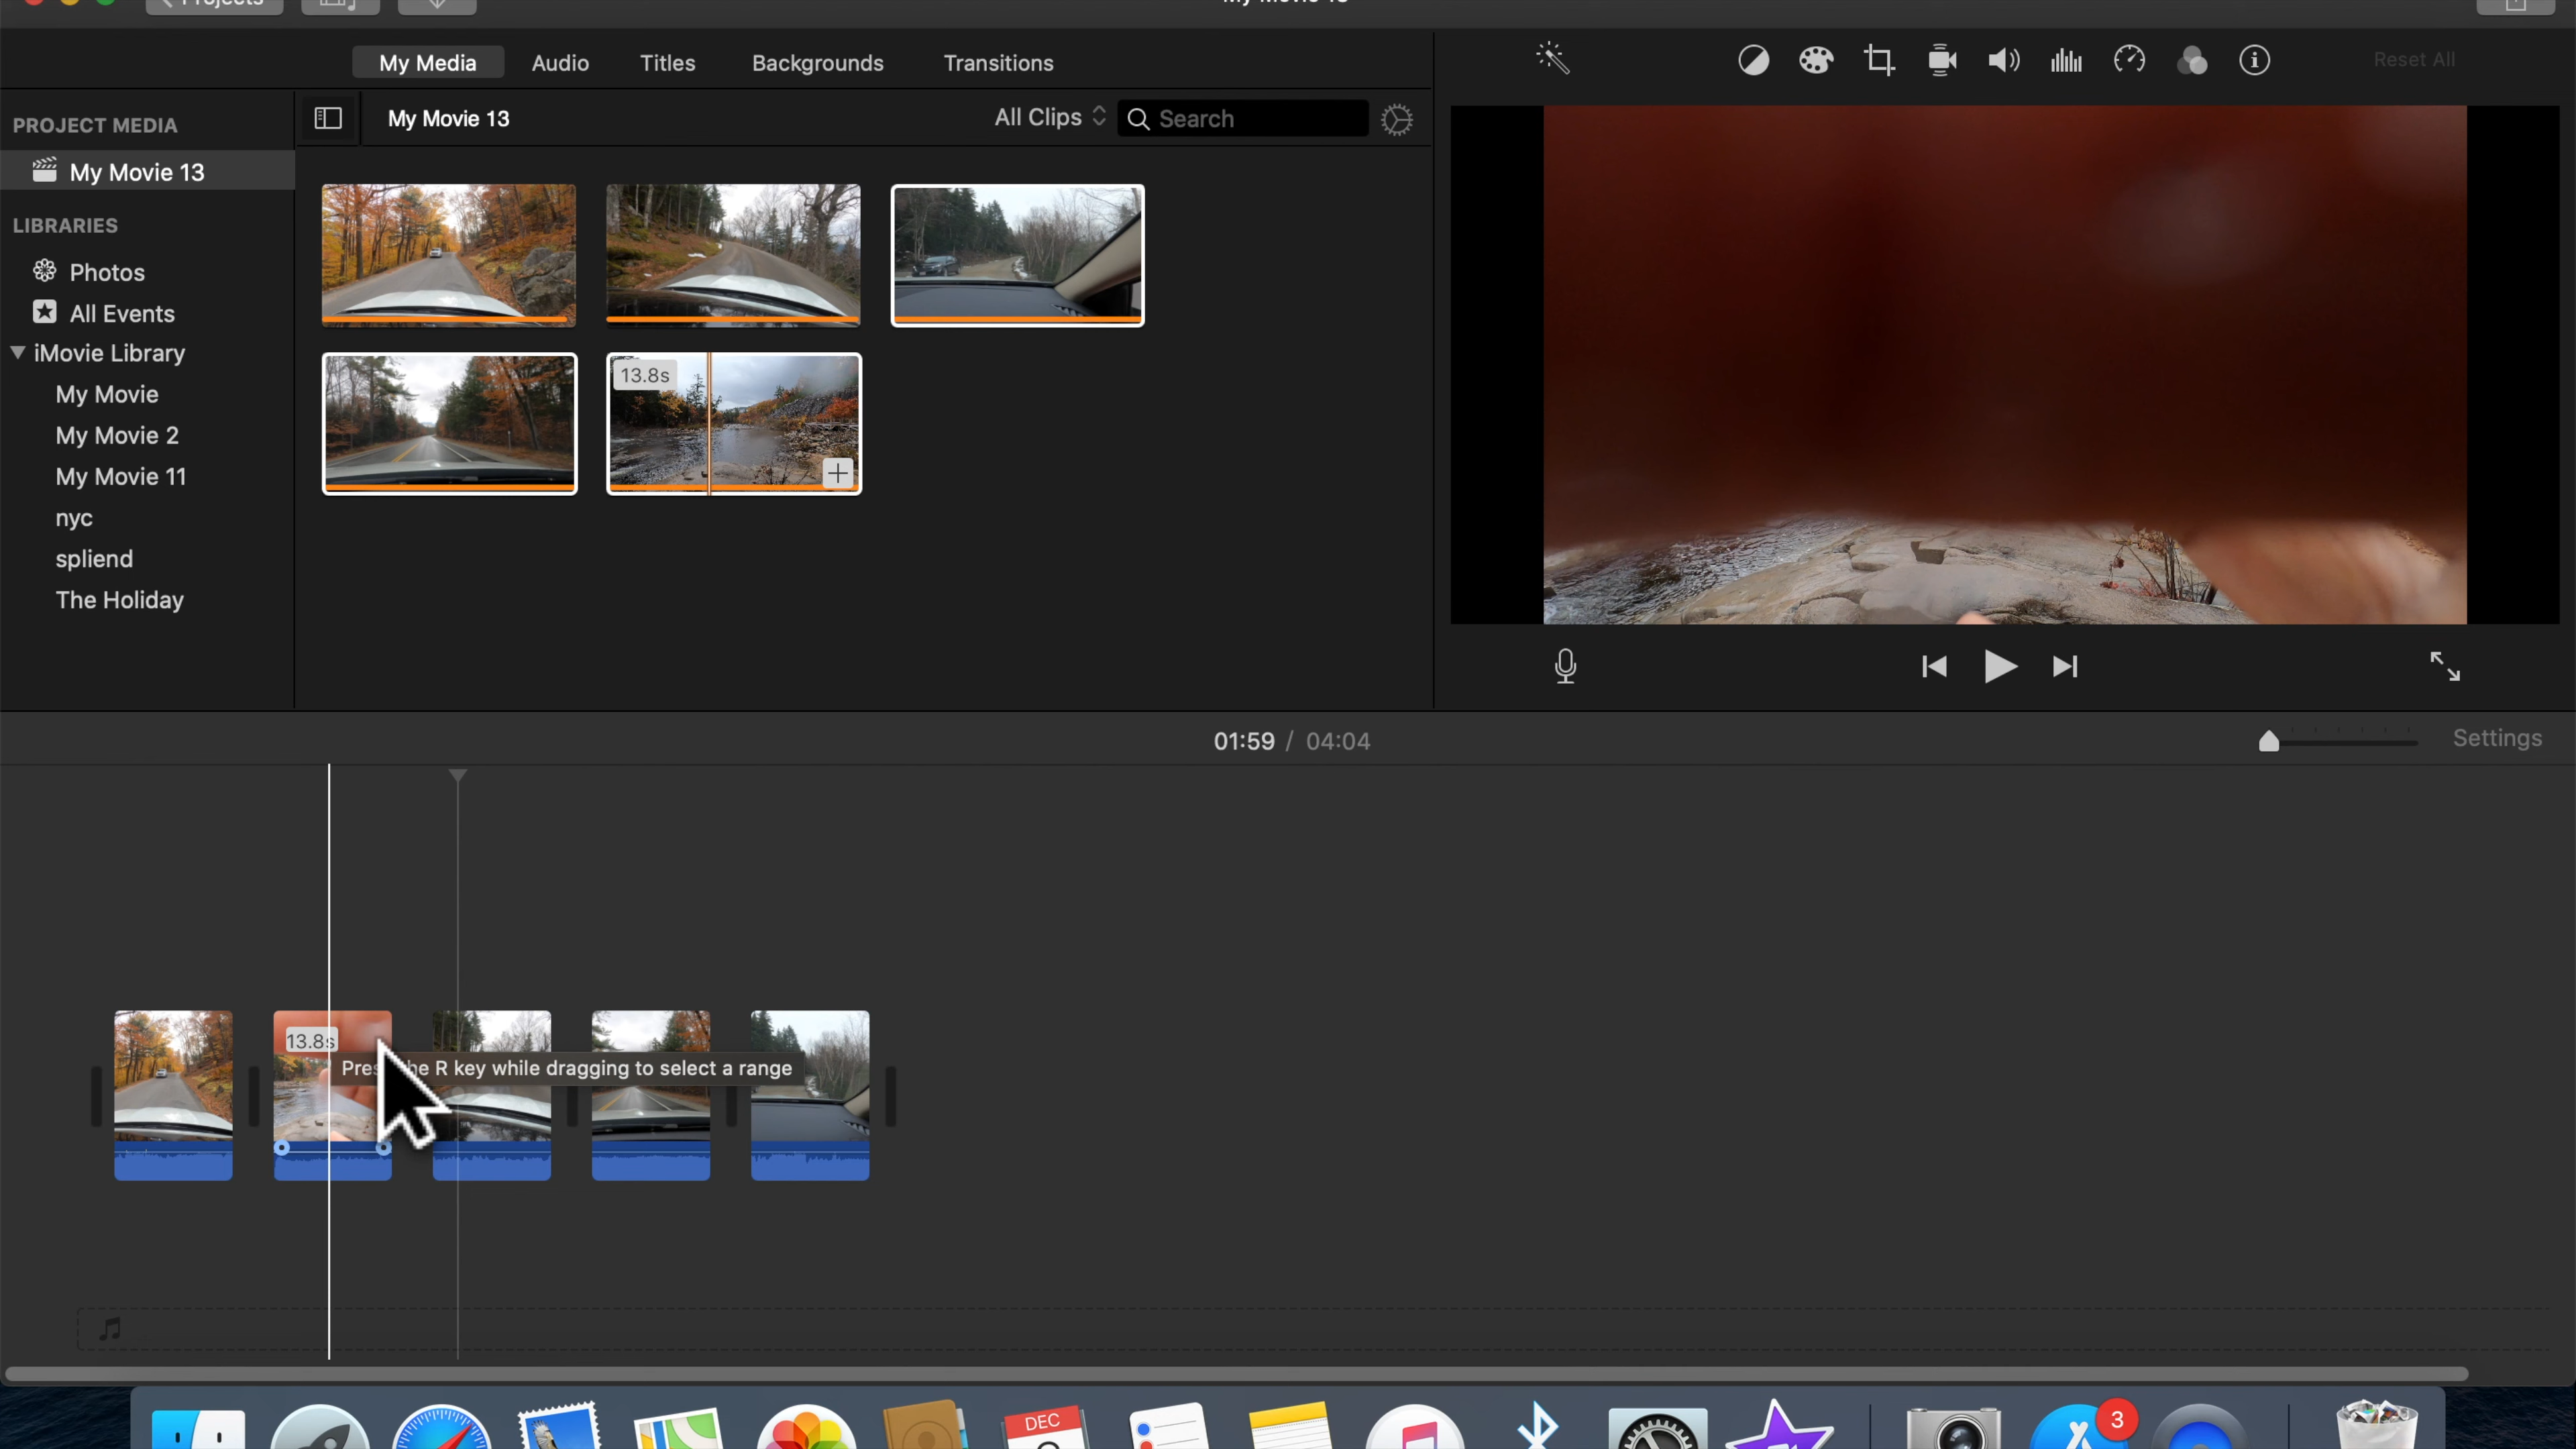 My Media
Audio
Titles
Backgrounds
Transitions
Reset All
PROJECT MEDIA
My Movie 13
All Clips
Search
My Movie 13
LIBRARIES
Photos
All Events
iMovie Library
My Movie
My Movie 2
My Movie 11
nyc
spliend
The Holiday
13.8s
01:59 / 04:04
Settings
13.8s
R key while dragging to select a range
DEC
3